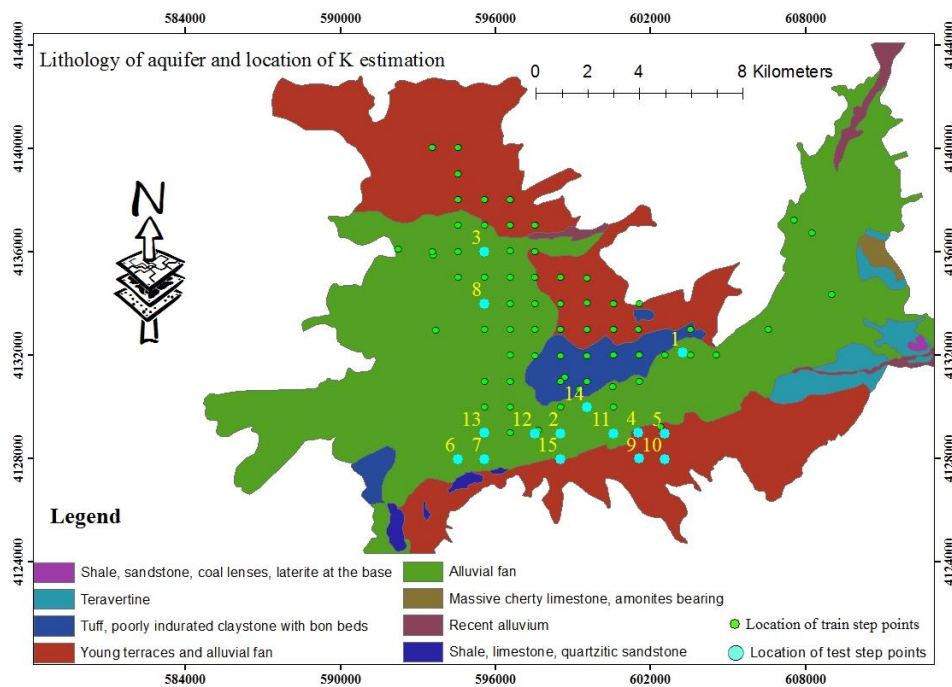 584000 590000 596000 602000 608000
4144000 4144000
Lithology of aquifer and location of K estimation
0 2 4 8 Kilometers
4140000 4140000
N
3
4136000 4136000
8
1
4132000 4132000
14
13 12 2 11 4 5
6 7 15 9 10
4128000 4128000
Legend
4124000 4124000
Shale, sandstone, coal lenses, laterite at the base
Alluvial fan
Teravertine
Massive cherty limestone, amonites bearing
Tuff, poorly indurated claystone with bon beds
Recent alluvium
Location of train step points
Young terraces and alluvial fan
Shale, limestone, quartzitic sandstone
Location of test step points
584000 590000 596000 602000 608000